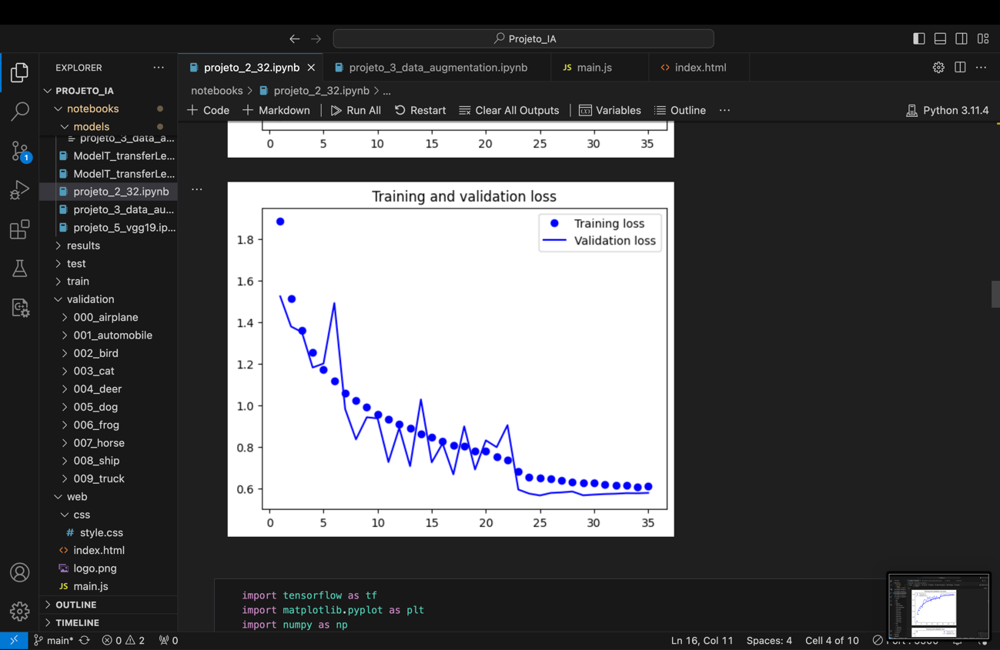 Projeto_IA
EXPLORER
projeto_2_32.ipynb
projeto_3_data_augmentation.ipynb
JS main.js
<> index.html
PROJETO_IA
notebooks > projeto_2_32.ipynb > ...
notebooks
Code
Markdown
Run All
Restart
Clear All Outputs
Variables
Outline
...
Python 3.11.4
models
projeto_3_data_a...
ModelT_transferLe...
ModelT_transferLe...
projeto_2_32.ipynb
projeto_3_data_au...
projeto_5_vgg19.ip...
results
test
train
validation
000_airplane
001_automobile
002_bird
003_cat
004_deer
005_dog
006_frog
007_horse
008_ship
009_truck
web
css
# style.css
<> index.html
logo.png
JS main.js
OUTLINE
TIMELINE
1
0 5 10 15 20 25 30 35
...
Training and validation loss
Training loss
Validation loss
1.8
1.6
1.4
1.2
1.0
0.8
0.6
0 5 10 15 20 25 30 35
import tensorflow as tf
import matplotlib.pyplot as plt
import numpy as np
main*
0 2
0
Ln 16, Col 11
Spaces: 4
Cell 4 of 10